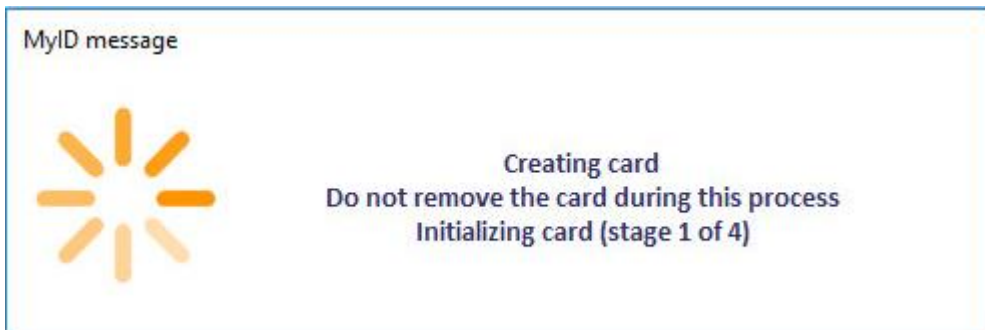 MyID message
Creating card
Do not remove the card during this process
Initializing card (stage 1 of 4)